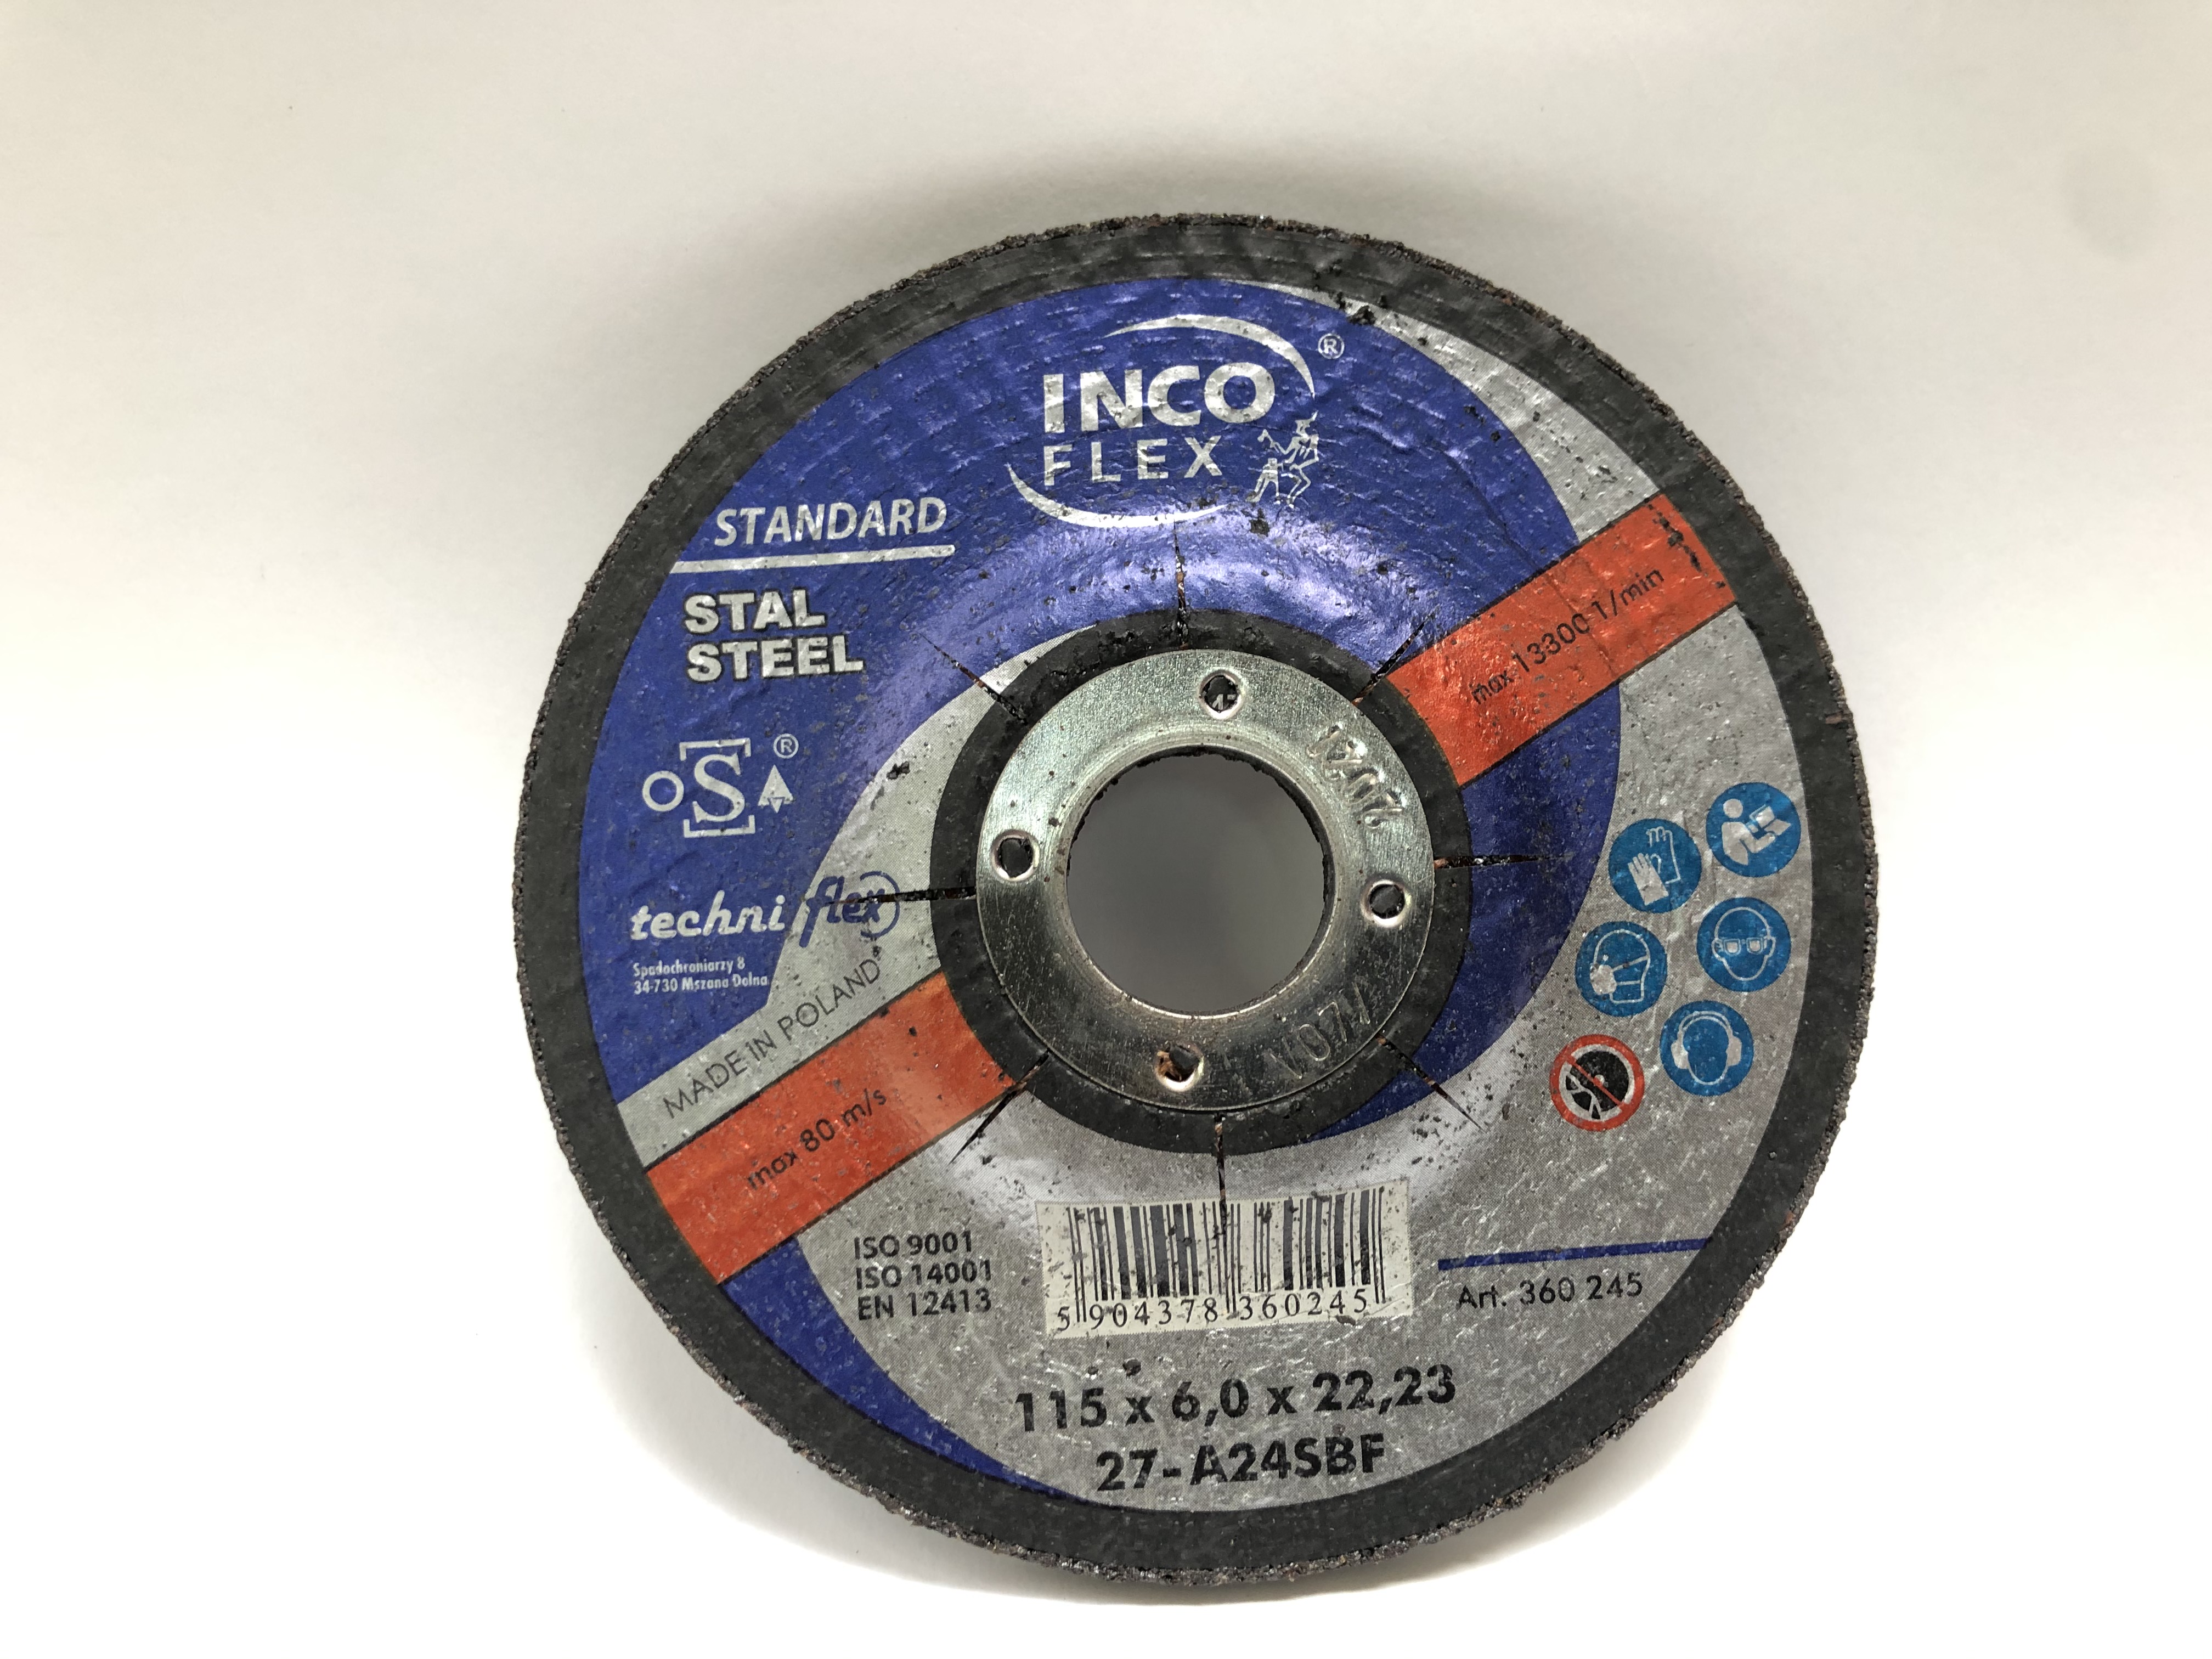 INCO
FLEX
®
STANDARD
STAL
STEEL
OSA
®
techniflex
Spadochroniarzy 8
34-730 Mszana Dolna
MADE IN POLAND
max 13300 1/min
max 80 m/s
ISO 9001
ISO 14001
EN 12413
5 904378 360245
Art. 360 245
115 x 6,0 x 22,23
27-A24SBF